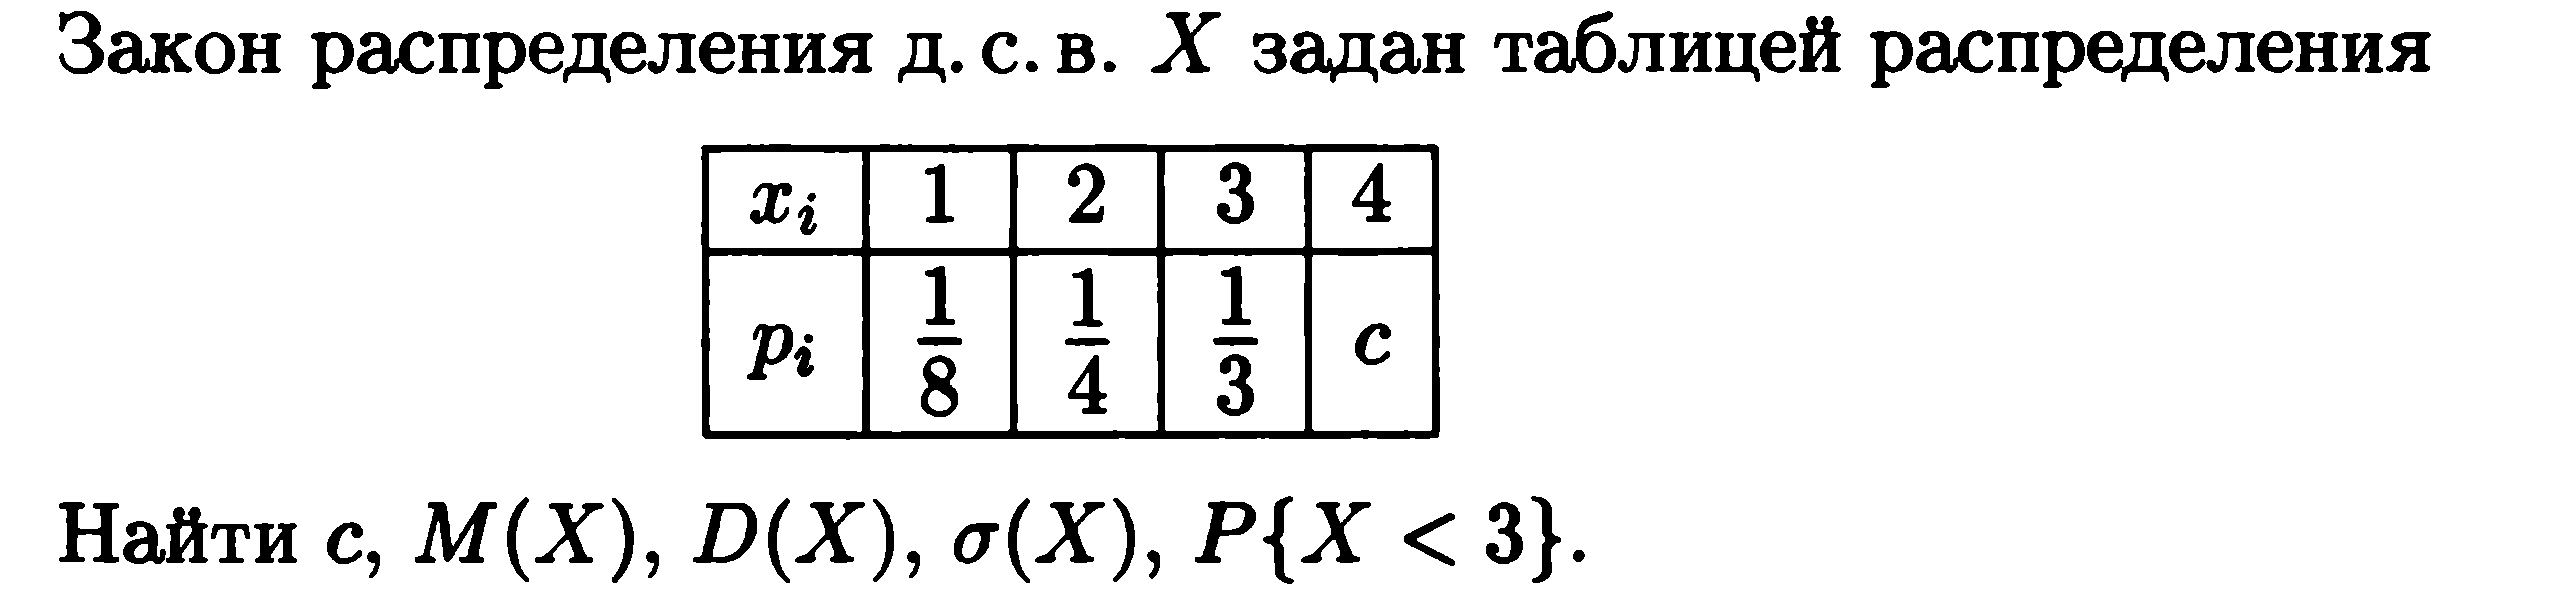 Закон распределения д. с. в. X задан таблицей распределения
x_i 1 2 3 4
p_i 1/8 1/4 1/3 c
Найти c, M(X), D(X), σ(X), P{X < 3}.